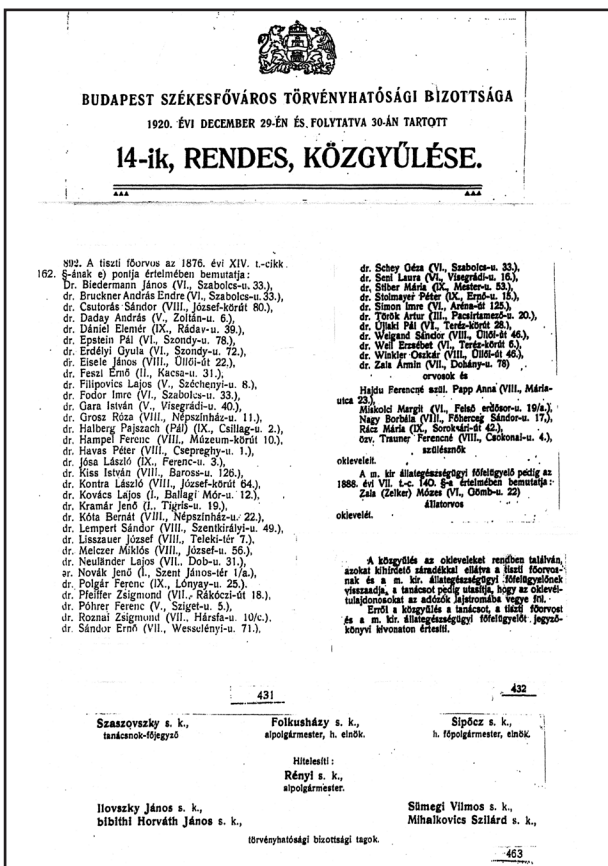 BUDAPEST SZÉKESFŐVÁROS TÖRVÉNYHATÓSÁGI BIZOTTSÁGA
1920. ÉVI DECEMBER 29-ÉN ÉS FOLYTATVA 30-ÁN TARTOTT
14-ik, RENDES, KÖZGYŰLÉSE.
892. A tiszti főorvos az 1876. évi XIV. t.-cikk
162. §-ának e) pontja értelmében bemutatja:
Dr. Biedermann János (VI., Szabolcs-u. 33.),
dr. Bruckner András Endre (VI., Szabolcs-u. 33.),
dr. Csutorás Sándor (VIII., József-körút 80.),
dr. Daday András (V., Zoltán-u. 6.),
dr. Dániel Elemér (IX., Ráday-u. 39.),
dr. Epstein Pál (VI., Szondy-u. 78.),
dr. Erdélyi Gyula (VI., Szondy-u. 72.),
dr. Eisele János (VIII., Üllői-út 22.),
dr. Feszl Ernő (II., Kacsa-u. 31.),
dr. Filipovics Lajos (V., Széchenyi-u. 8.),
dr. Fodor Imre (VI., Szabolcs-u. 33.),
dr. Gara István (V., Visegrádi-u. 40.),
dr. Grosz Róza (VIII., Népszínház-u. 11.),
dr. Halberg Pajszach (Pál) (IX., Csillag-u. 2.),
dr. Hampel Ferenc (VIII., Múzeum-körút 10.),
dr. Havas Péter (VIII., Csepreghy-u. 1.),
dr. Jósa László (IX., Ferenc-u. 3.),
dr. Kiss István (VIII., Baross-u. 126.),
dr. Kontra László (VIII., József-körút 64.),
dr. Kovács Lajos (I., Ballagi Mór-u. 12.),
dr. Kramár Jenő (I., Tigris-u. 19.),
dr. Kóta Bernát (VIII., Népszínház-u. 22.),
dr. Lempert Sándor (VIII., Szentkirályi-u. 49.),
dr. Lisszauer József (VIII., Teleki-tér 7.),
dr. Melczer Miklós (VIII., József-u. 56.),
dr. Neuländer Lajos (VII., Dob-u. 31.),
dr. Novák Jenő (I., Szent János-tér 1/a.),
dr. Polgár Ferenc (IX., Lónyay-u. 25.),
dr. Pfeiffer Zsigmond (VII., Rákóczi-út 18.),
dr. Póhrer Ferenc (V., Sziget-u. 5.),
dr. Roznai Zsigmond (VII., Hársfa-u. 10/c.),
dr. Sándor Ernő (VII., Wesselényi-u. 71.),
431
dr. Schey Géza (VI., Szabolcs-u. 33.),
dr. Seni Laura (VI., Visegrádi-u. 16.),
dr. Stiber Mária (IX., Mester-u. 53.),
dr. Stolmayer Péter (IX., Ernő-u. 15.),
dr. Simon Imre (VI., Aréna-út 125.),
dr. Török Artur (III., Pacsirtamező-u. 20.),
dr. Újlaki Pál (VI., Teréz-körút 28.),
dr. Weigand Sándor (VIII., Üllői-út 46.),
dr. Weil Erzsébet (VI., Teréz-körút 6.),
dr. Winkler Oszkár (VIII., Üllői-út 46.),
dr. Zala Ármin (VII., Dohány-u. 78)
orvosok és
Hajdu Ferencné szül. Papp Anna (VIII., Mária-
utca 23.),
Miskolci Margit (VI., Felső erdősor-u. 19/a.),
Nagy Borbála (VIII., Főherceg Sándor-u. 17.),
Rácz Mária (IX., Soroksári-út 42.),
özv. Trauner Ferencné (VIII., Csokonai-u. 4.),
szülésznők
okleveleit.
A m. kir. állategészségügyi főfelügyelő pedig az
1888. évi VII. t.-c. 140. §-a értelmében bemutatja:
Zala (Zelker) Mózes (VI., Gömb-u. 22)
állatorvos
oklevelét.
A közgyűlés az okleveleket rendben találván,
azokat kihirdető záradékkal ellátva a tiszti főorvos-
nak és a m. kir. állategészségügyi főfelügyelőnek
visszaadja, a tanácsot pedig utasítja, hogy az oklevél-
tulajdonosokat az adózók lajstromába vegye föl.
Erről a közgyűlés a tanácsot, a tiszti főorvost
és a m. kir. állategészségügyi főfelügyelőt jegyző-
könyvi kivonaton értesíti.
432
Szaszovszky s. k.,
tanácsnok-főjegyző
Folkusházy s. k.,
alpolgármester, h. elnök.
Sipőcz s. k.,
h. főpolgármester, elnök.
Hitelesíti:
Rényi s. k.,
alpolgármester.
Ilovszky János s. k.,
bibithi Horváth János s. k.,
Sümegi Vilmos s. k.,
Mihalkovics Szilárd s. k.,
törvényhatósági bizottsági tagok.
463